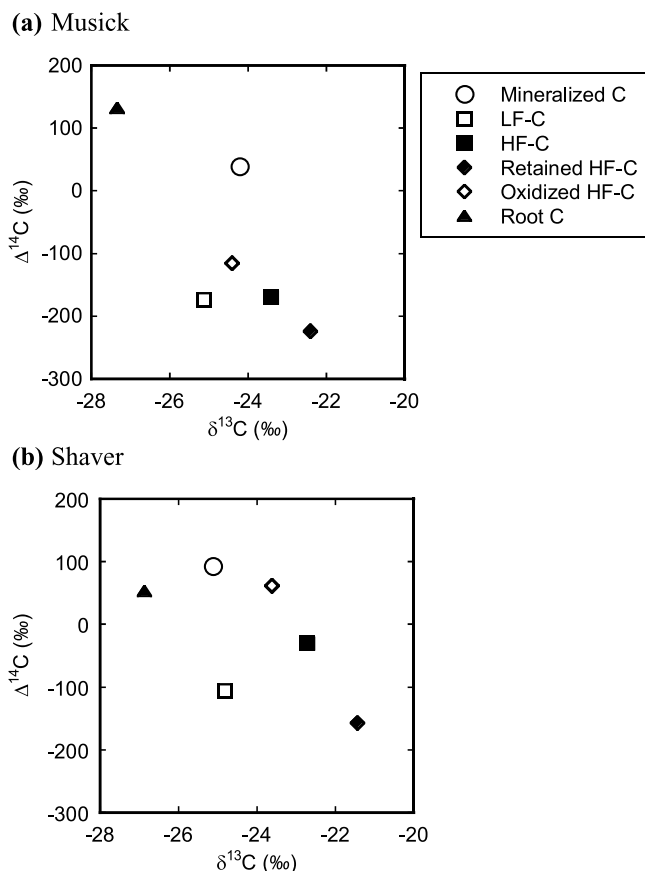 (a) Musick
200
100
0
-100
-200
-300
Δ14C (‰)
-28 -26 -24 -22 -20
δ13C (‰)
Mineralized C
LF-C
HF-C
Retained HF-C
Oxidized HF-C
Root C
(b) Shaver
200
100
0
-100
-200
-300
Δ14C (‰)
-28 -26 -24 -22 -20
δ13C (‰)